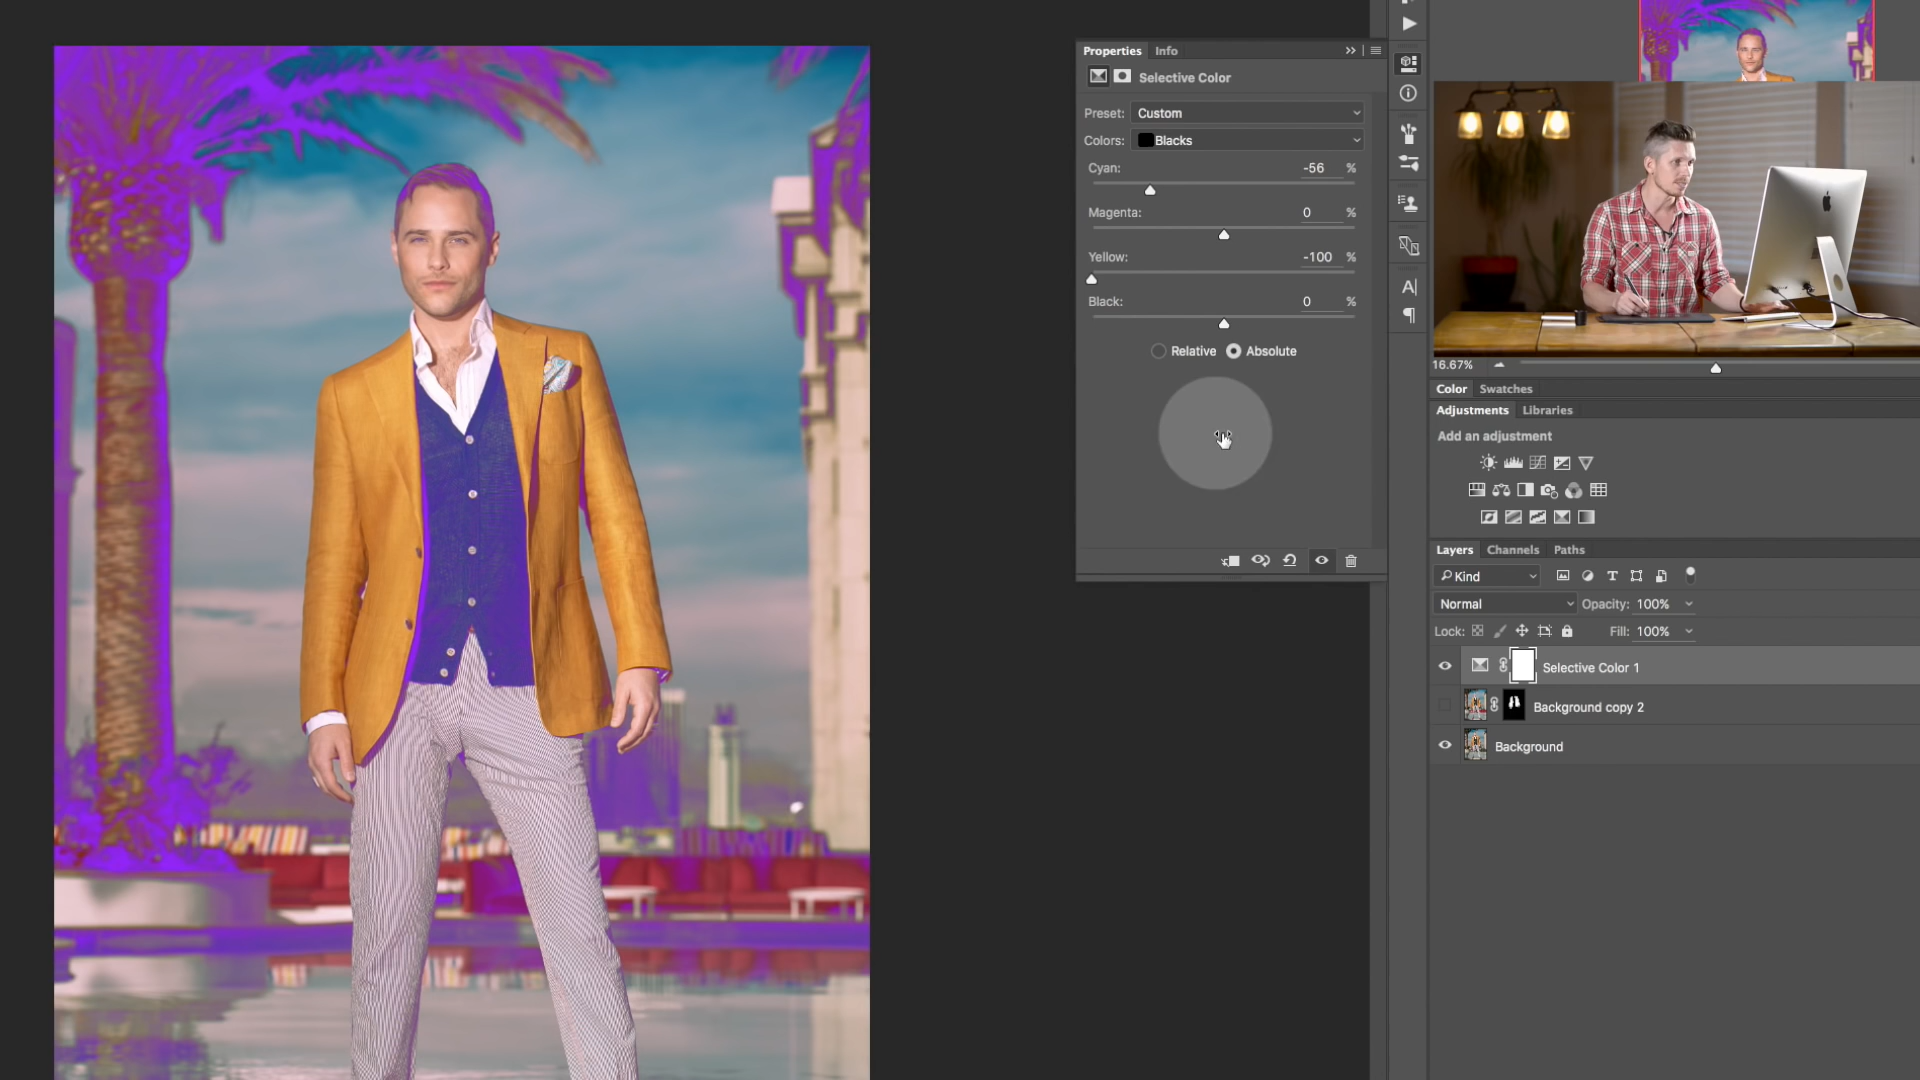 Properties Info
Selective Color
Preset: Custom
Colors: Blacks
Cyan: -56 %
Magenta: 0 %
Yellow: -100 %
Black: 0 %
Relative Absolute
16.67%
Color Swatches
Adjustments Libraries
Add an adjustment
Layers Channels Paths
Kind
Normal Opacity: 100%
Lock: Fill: 100%
Selective Color 1
Background copy 2
Background